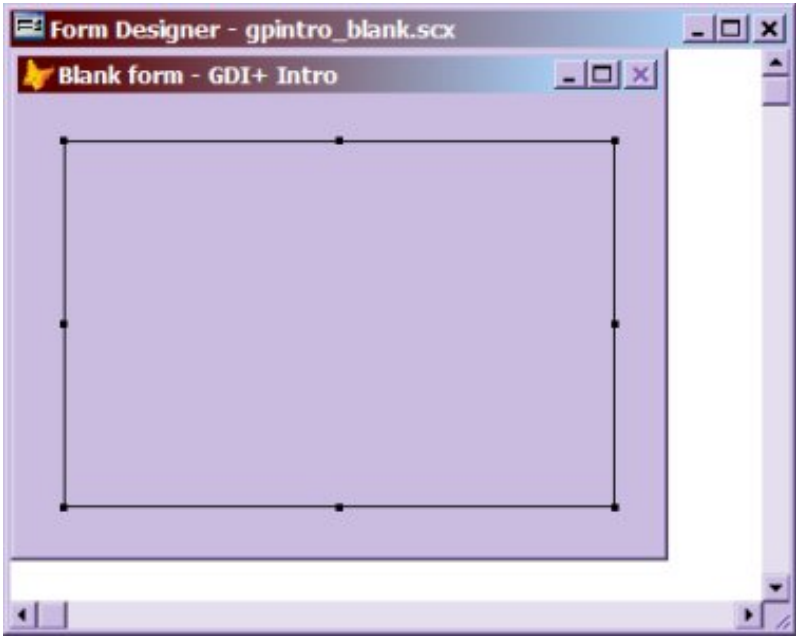 Form Designer - gpintro_blank.scx
Blank form - GDI+ Intro